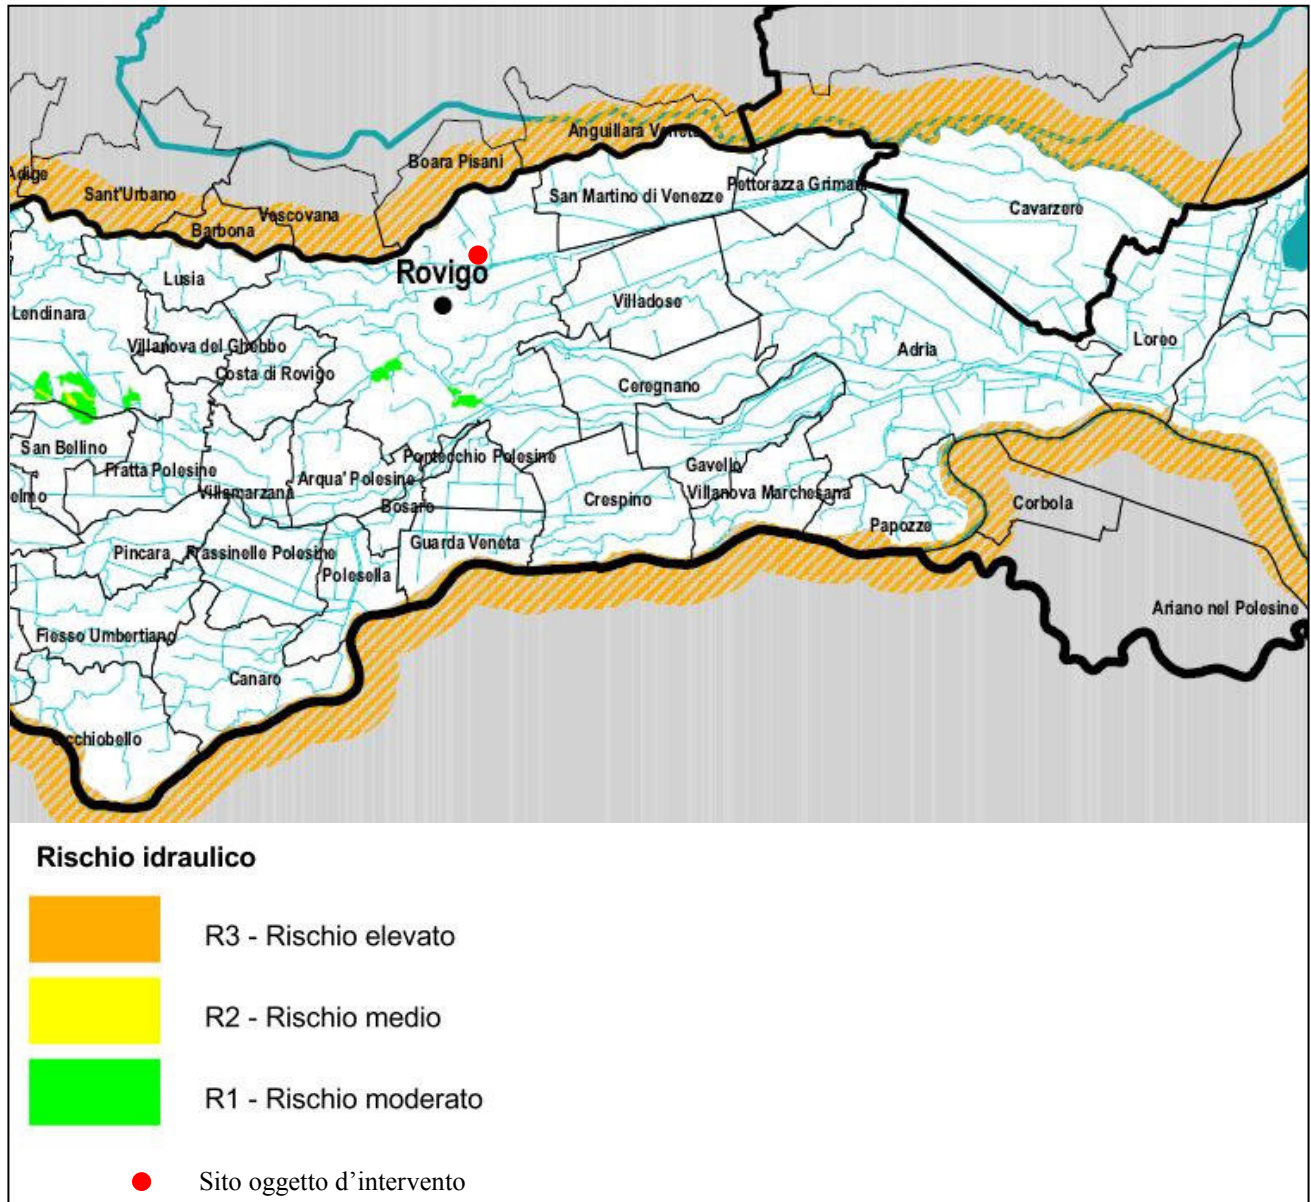 Anguillara Veneta
Boara Pisani
Adige
Sant'Urbano
Vescovana
Barbona
San Martino di Venezze
Pettorazza Grimani
Cavarzere
Rovigo
Lusia
Lendinara
Villadose
Villanova del Ghebbo
Costa di Rovigo
Adria
Loreo
Ceregnano
San Bellino
Fratta Polesine
Pontecchio Polesine
Gavello
elmo
Villamarzana
Arqua' Polesine
Bosaro
Crespino
Villanova Marchesana
Corbola
Papozze
Pincara
Frassinelle Polesine
Guarda Veneta
Polesella
Ariano nel Polesine
Fiesso Umbertiano
Canaro
cchiobello
Rischio idraulico
R3 - Rischio elevato
R2 - Rischio medio
R1 - Rischio moderato
Sito oggetto d’intervento